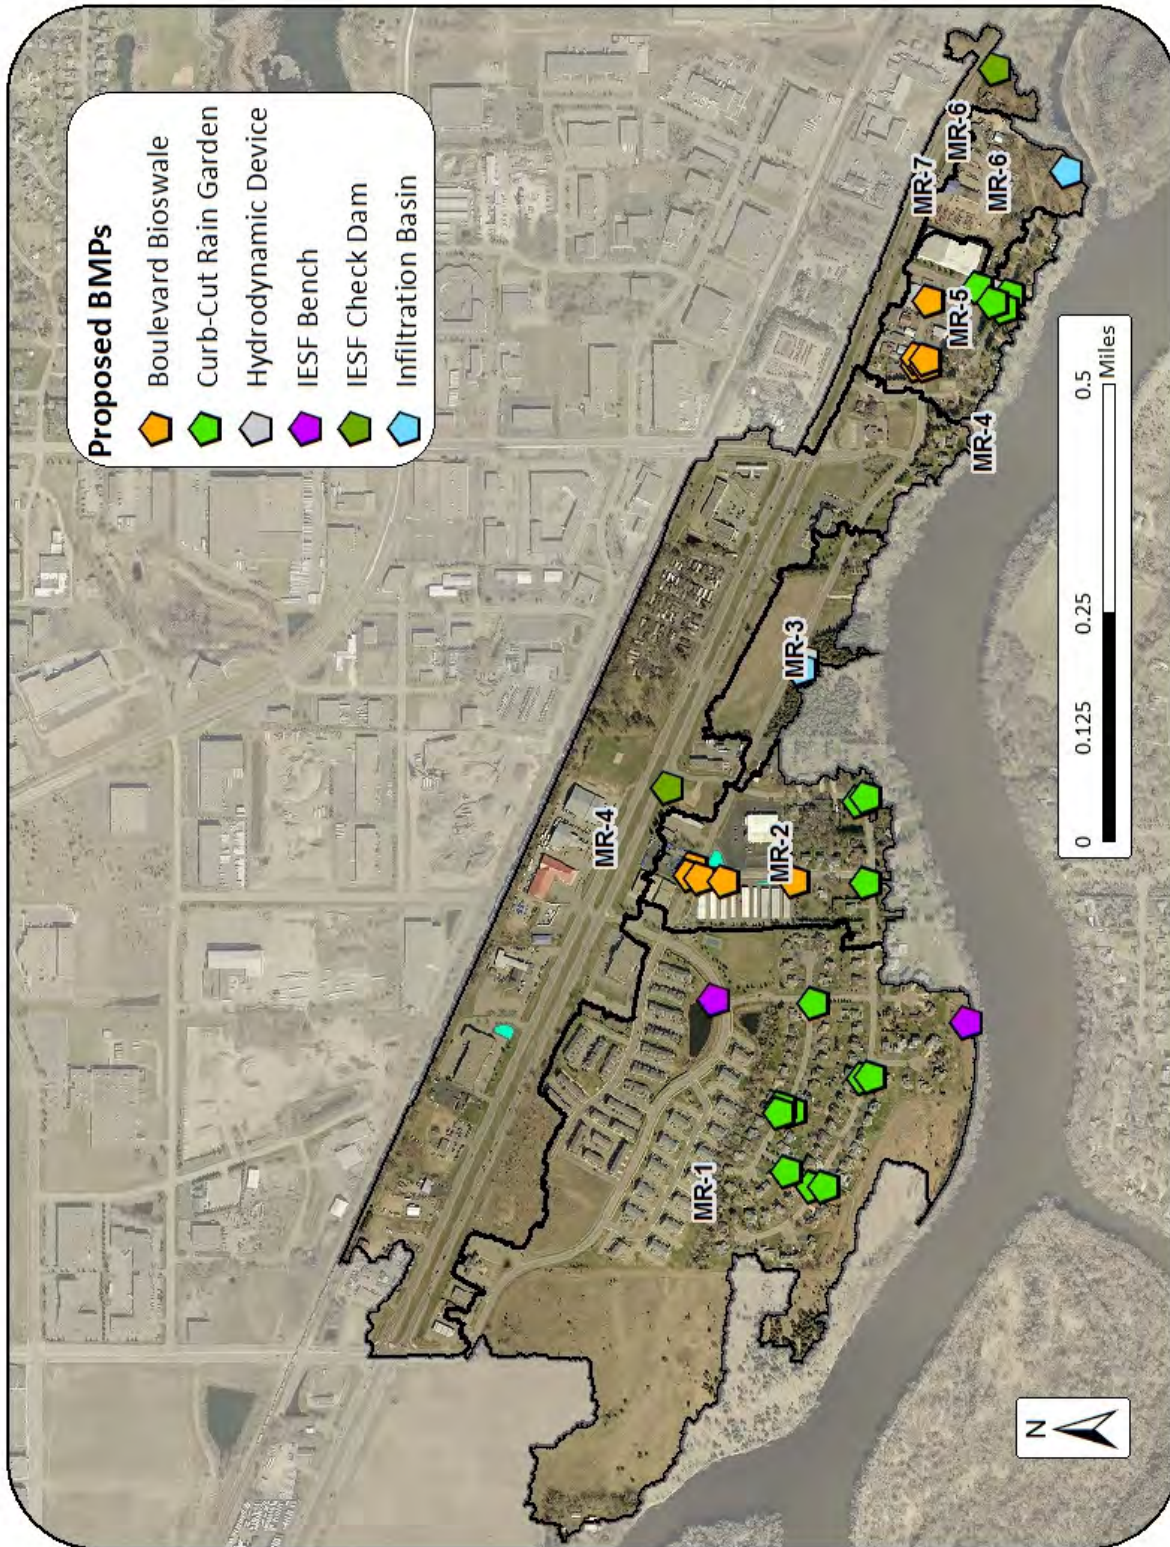 Proposed BMPs
Boulevard Bioswale
Curb-Cut Rain Garden
Hydrodynamic Device
IESF Bench
IESF Check Dam
Infiltration Basin
MR-4
MR-1
MR-2
MR-3
MR-4
MR-5
MR-7
MR-6
MR-6
N
0 0.125 0.25 0.5
Miles